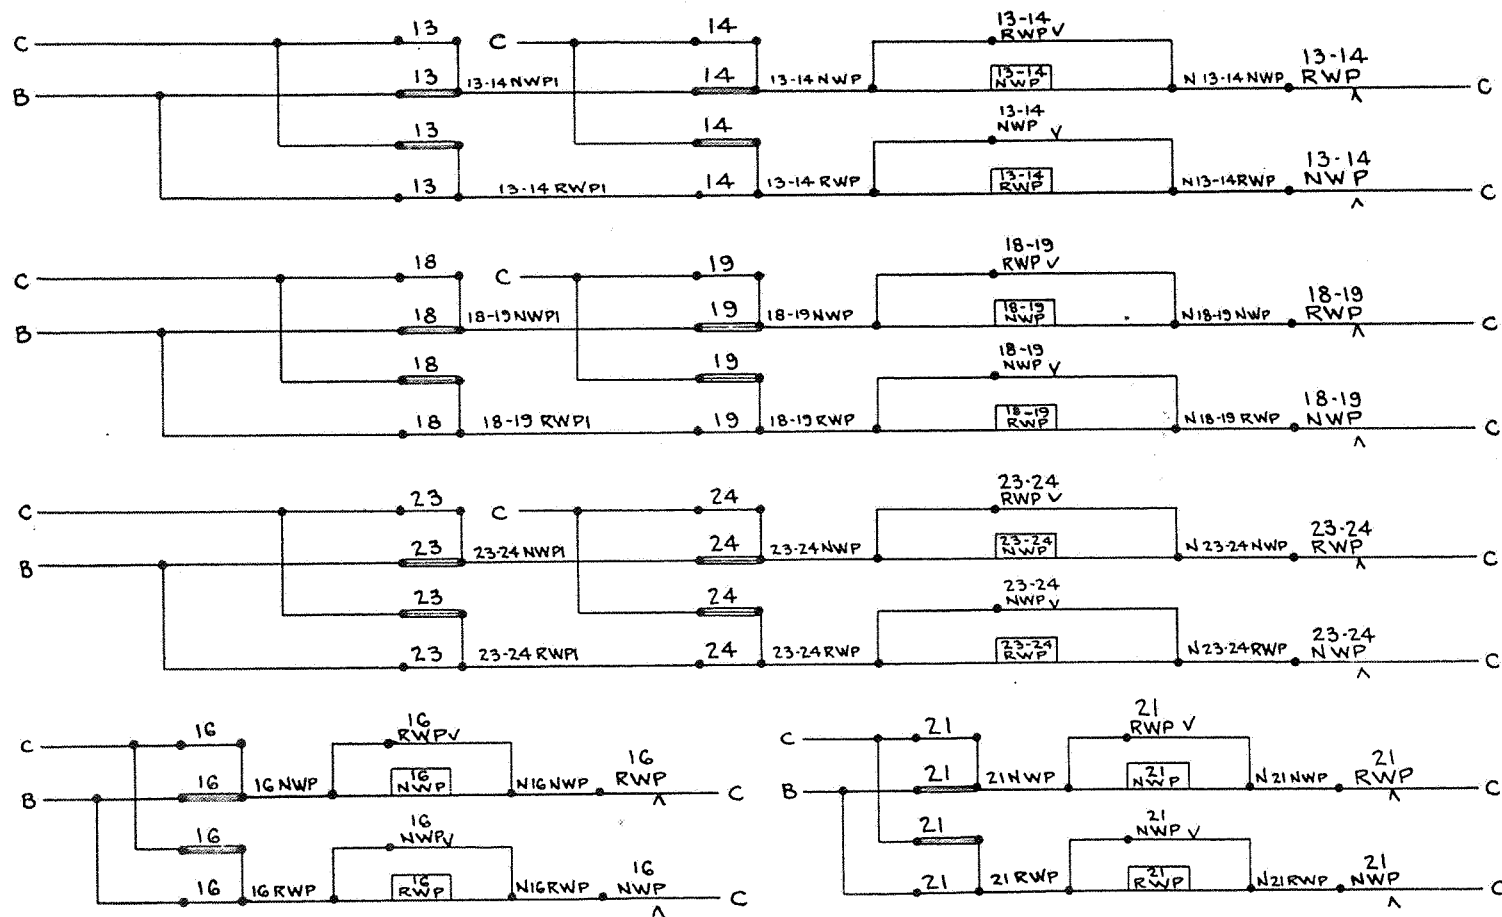 13-14
RWP V
C 13 C 14
13-14
RWP
B 13 13-14 NWP1 14 13-14 NWP
13-14
NWP
N 13-14 NWP
C
13-14
NWP V
13 14
13-14
NWP
13 13-14 RWP1 14 13-14 RWP
13-14
RWP
N13-14RWP
C
18-19
RWP V
C 18 C 19
18-19
RWP
B 18 18-19 NWP1 19 18-19 NWP
18-19
NWP
N18-19 NWP
C
18-19
NWP V
18 19
18-19
NWP
18 18-19 RWP1 19 18-19 RWP
18-19
RWP
N18-19 RWP
C
23-24
RWP V
C 23 C 24
23-24
RWP
B 23 23-24 NWP1 24 23-24 NWP
23-24
NWP
N 23-24 NWP
C
23-24
NWP V
23 24
23-24
NWP
23 23-24 RWP1 24 23-24 RWP
23-24
RWP
N23-24RWP
C
16
RWP V
C 16
16
RWP
B 16 16 NWP
16
NWP
N16 NWP
C
16
NWP V
16
16
NWP
16 16 RWP
16
RWP
N16RWP
C
21
RWP V
C 21
21
RWP
B 21 21 NWP
21
NWP
N21NWP
C
21
NWP V
21
21
NWP
21 21 RWP
21
RWP
N21RWP
C